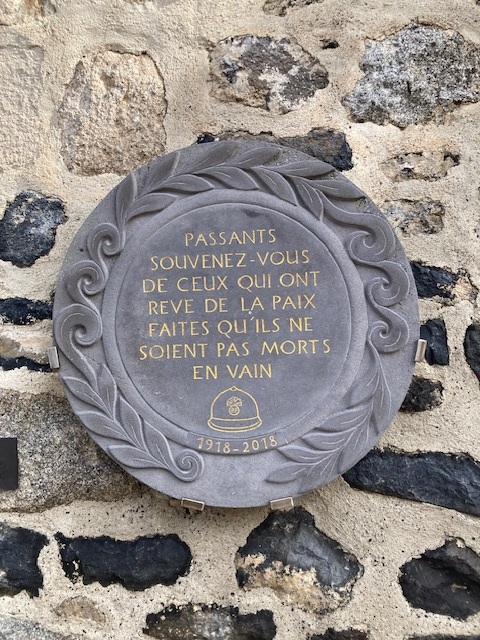 PASSANTS
SOUVENEZ-VOUS
DE CEUX QUI ONT
REVE DE LA PAIX
FAITES QU'ILS NE
SOIENT PAS MORTS
EN VAIN
1918-2018